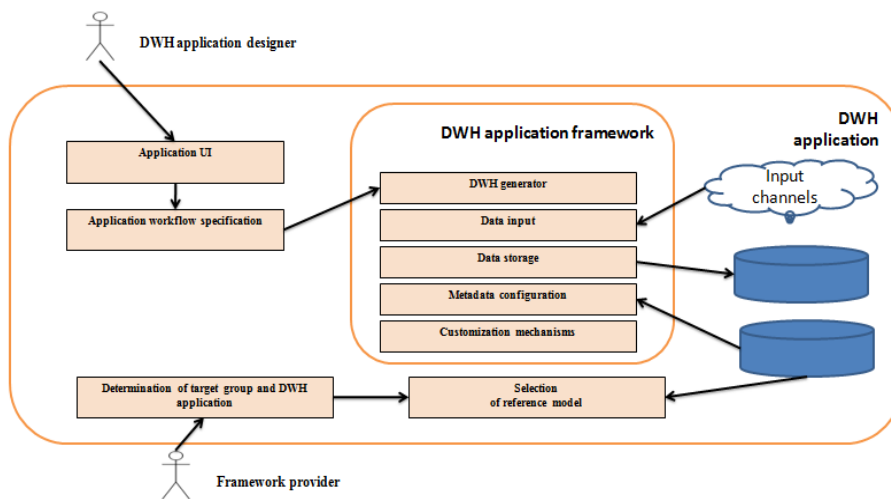 DWH application designer
DWH application framework
DWH
application
Application UI
Input
channels
DWH generator
Application workflow specification
Data input
Data storage
Metadata configuration
Customization mechanisms
Determination of target group and DWH
application
Selection
of reference model
Framework provider